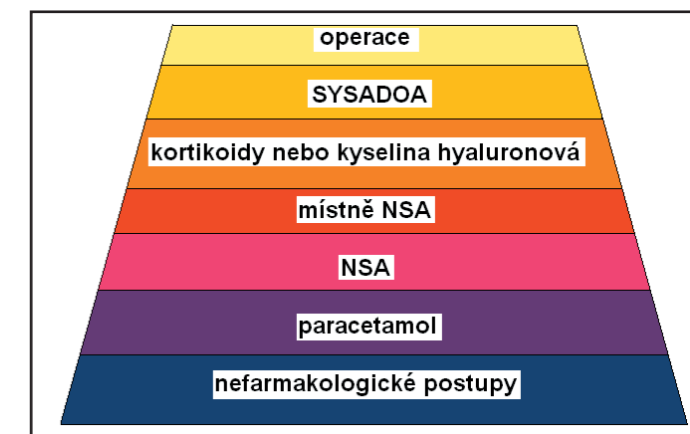 operace
SYSADOA
kortikoidy nebo kyselina hyaluronová
místně NSA
NSA
paracetamol
nefarmakologické postupy